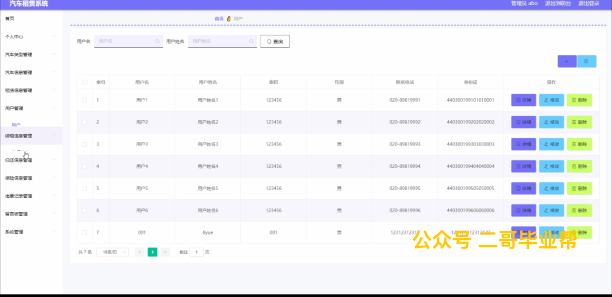 汽车租赁系统
管理员 abo 退出到前台 退出登录
首页
首页 用户
个人中心
用户名 用户名 用户姓名 用户姓名 查询
汽车类型管理
汽车信息管理
租赁信息管理
用户管理
用户
续租信息管理
归还信息管理
保险信息管理
违章记录管理
留言板管理
系统管理
索引 用户名 用户姓名 密码 性别 联系电话 身份证 操作
1 用户1 用户姓名1 123456 男 020-89819991 440300199101010001 详情 修改 删除
2 用户2 用户姓名2 123456 男 020-89819992 440300199202020002 详情 修改 删除
3 用户3 用户姓名3 123456 男 020-89819993 440300199303030003 详情 修改 删除
4 用户4 用户姓名4 123456 男 020-89819994 440300199404040004 详情 修改 删除
5 用户5 用户姓名5 123456 男 020-89819995 440300199505050005 详情 修改 删除
6 用户6 用户姓名6 123456 男 020-89819996 440300199606060006 详情 修改 删除
7 001 001 男 详情 修改 删除
共 7 条 10条/页 1 前往 1 页
公众号 二哥毕业帮